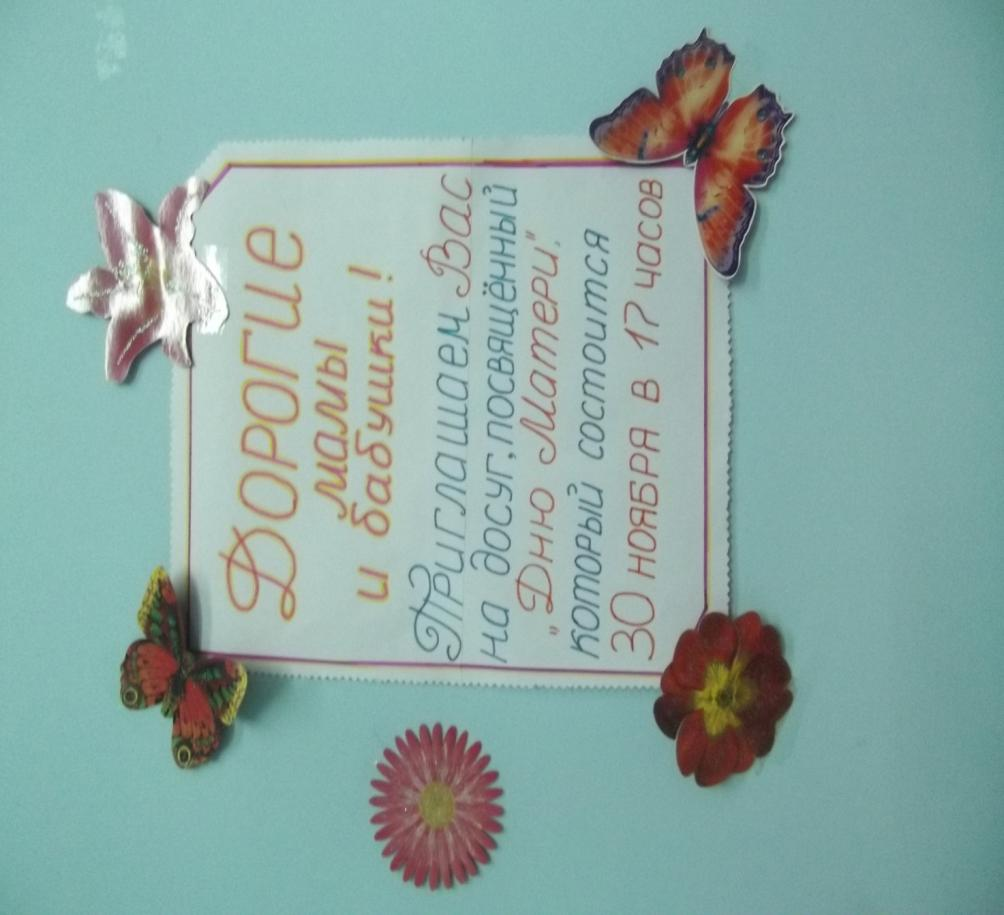 Дорогие
мамы
и бабушки!
Приглашаем Вас
на досуг, посвящённый
"Дню Матери",
который состоится
30 ноября в 17 часов